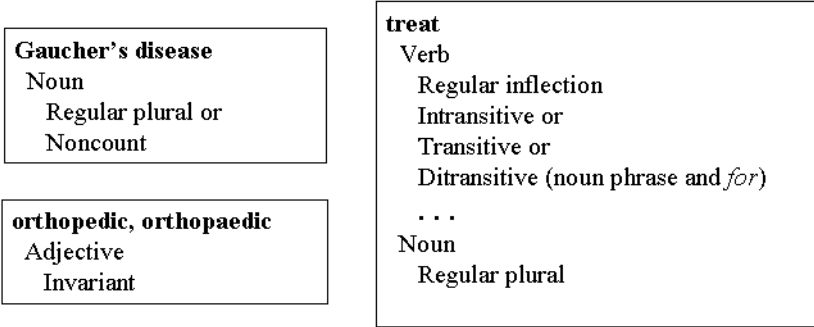 Gaucher's disease
Noun
Regular plural or
Noncount
orthopedic, orthopaedic
Adjective
Invariant
treat
Verb
Regular inflection
Intransitive or
Transitive or
Ditransitive (noun phrase and for)
. . .
Noun
Regular plural